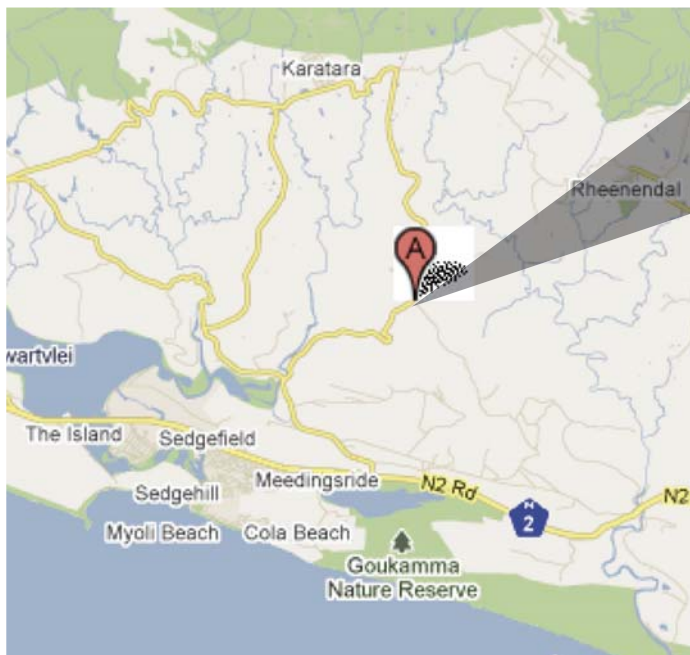 Karatara
Rheenendal
A
wartvlei
The Island
Sedgefield
Meedingsride
Sedgehill
N2 Rd
N2
N
2
Myoli Beach
Cola Beach
Goukamma
Nature Reserve